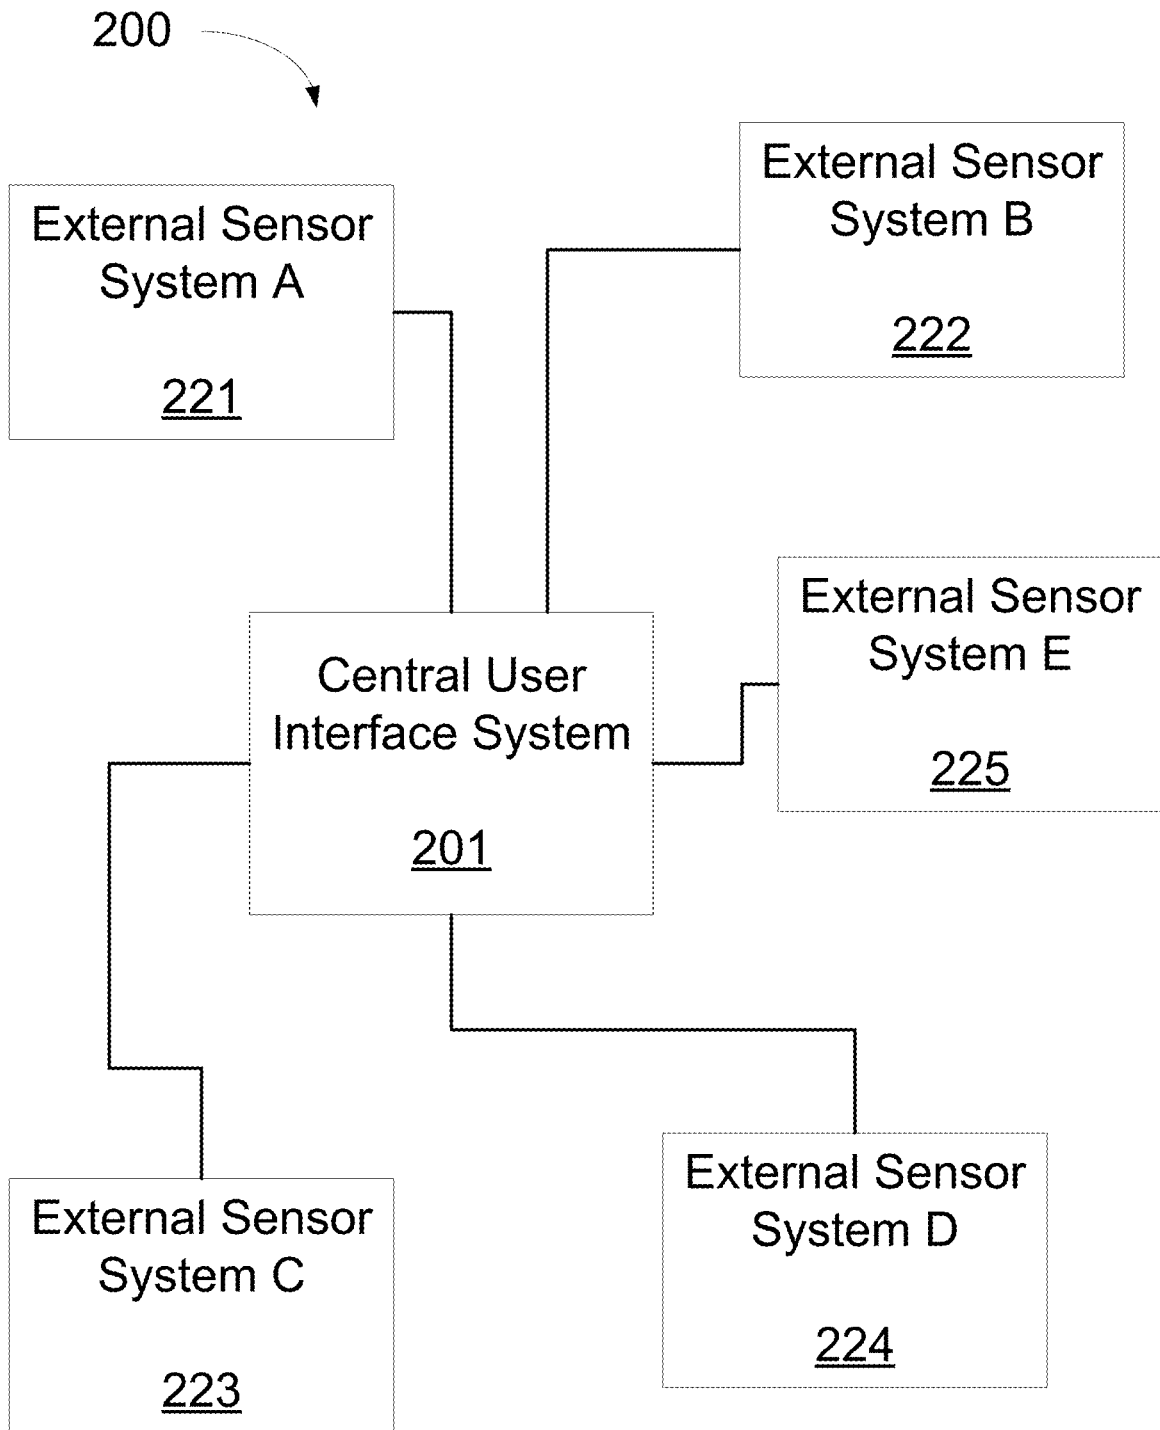 200
External Sensor
System A
221
External Sensor
System B
222
Central User
Interface System
201
External Sensor
System E
225
External Sensor
System C
223
External Sensor
System D
224